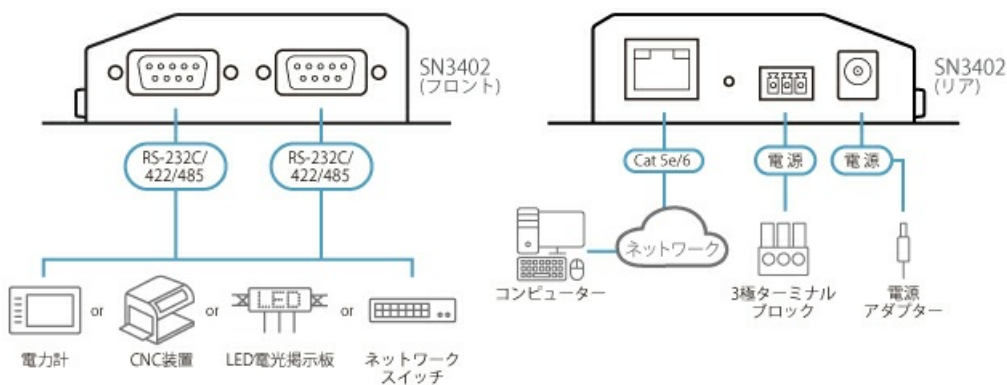 SN3402
(フロント)
RS-232C/
422/485
RS-232C/
422/485
電力計
or
CNC装置
or
LED
LED電光掲示板
or
ネットワーク
スイッチ
SN3402
(リア)
Cat 5e/6
電源
電源
コンピューター
ネットワーク
3極ターミナル
ブロック
電源
アダプター